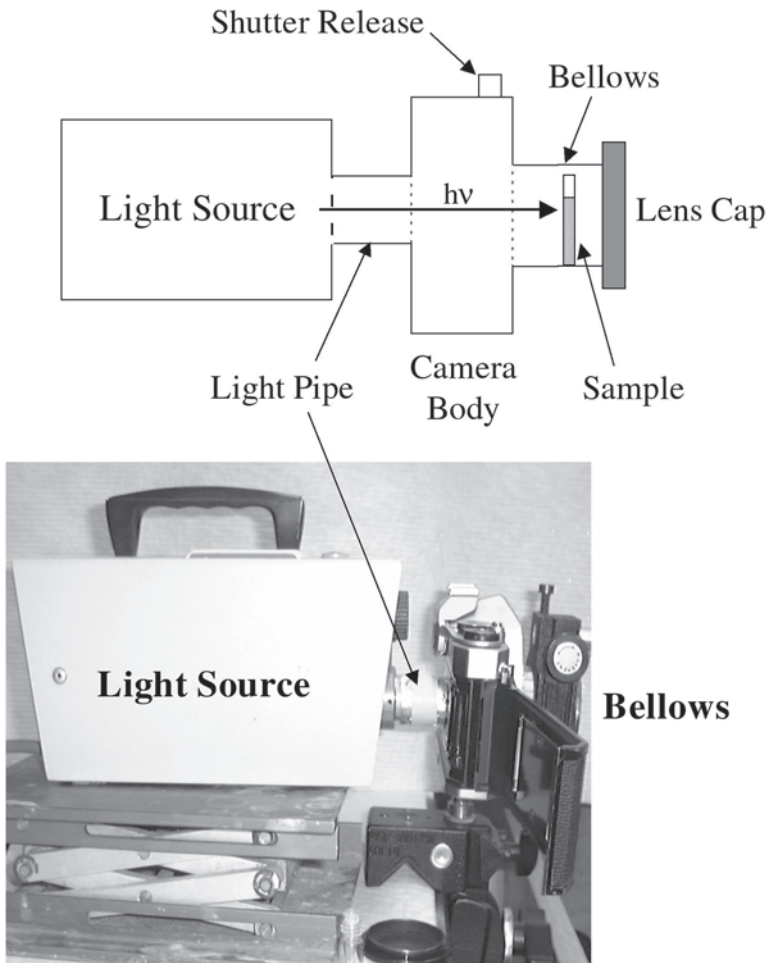 Shutter Release
Bellows
Light Source
hν
Lens Cap
Light Pipe
Camera
Body
Sample
Light Source
Bellows